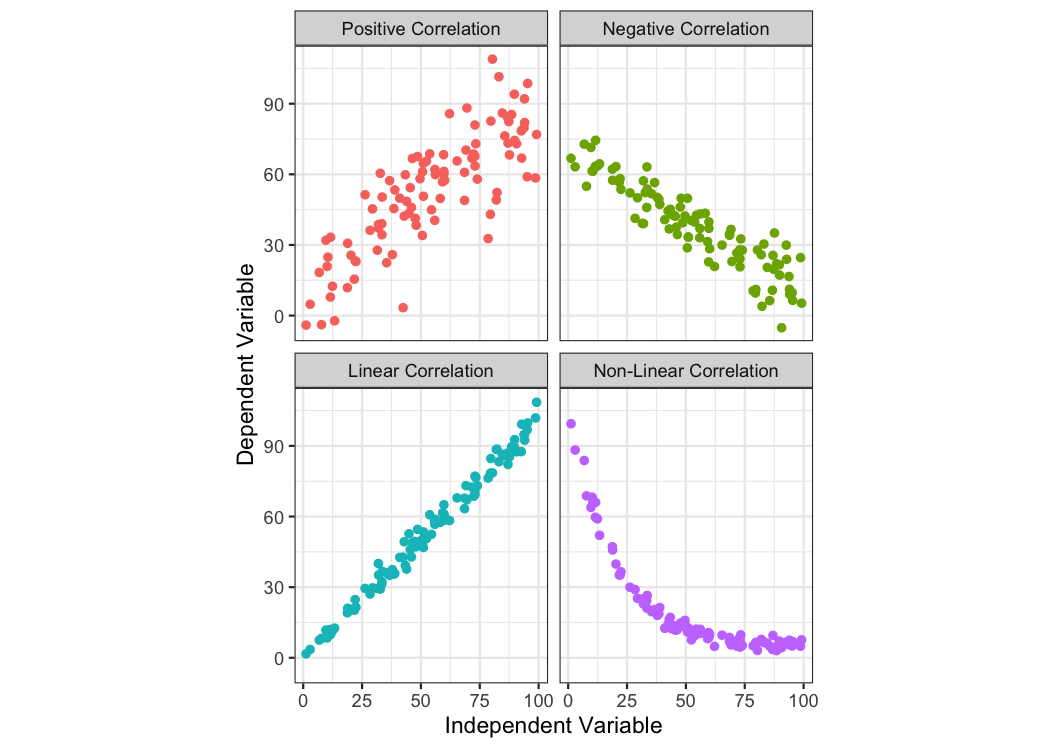 Positive Correlation
Negative Correlation
90
60
30
0
Linear Correlation
Non-Linear Correlation
90
60
30
0
0 25 50 75 100
0 25 50 75 100
Independent Variable
Dependent Variable